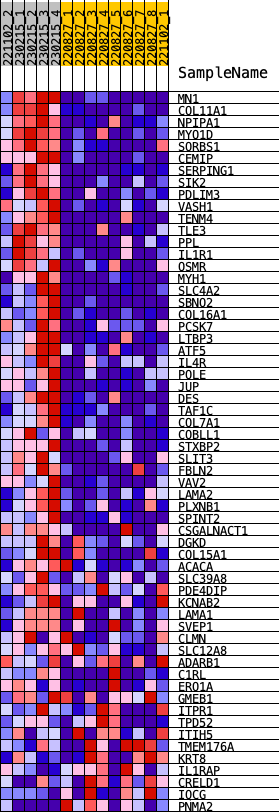 221107_2
230215_1
230215_2
230215_3
230215_4
220827_1
220827_2
220827_3
220827_4
220827_5
220827_6
220827_7
220827_8
221107_1
SampleName
MN1
COL11A1
NPIPA1
MYO1D
SORBS1
CEMIP
SERPING1
SIK2
PDLIM3
VASH1
TENM4
TLE3
PPL
IL1R1
OSMR
MYH1
SLC4A2
SBNO2
COL16A1
PCSK7
LTBP3
ATF5
IL4R
POLE
JUP
DES
TAF1C
COL7A1
COBLL1
STXBP2
SLIT3
FBLN2
VAV2
LAMA2
PLXNB1
SPINT2
CSGALNACT1
DGKD
COL15A1
ACACA
SLC39A8
PDE4DIP
KCNAB2
LAMA1
SVEP1
CLMN
SLC12A8
ADARB1
C1RL
ERO1A
GMEB1
ITPR1
TPD52
ITIH5
TMEM176A
KRT8
IL1RAP
CRELD1
IQCG
PNMA2